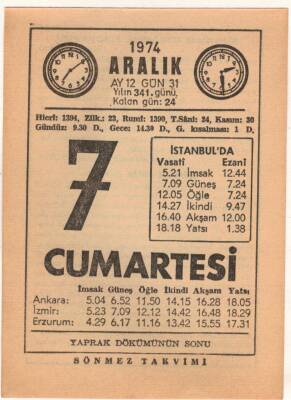 1974
ARALIK
AY 12 GÜN 31
Yılın 341. günü,
Kalan gün: 24
Hicrî: 1394, Zilk.: 23, Rumî: 1390, T.Sâni: 24, Kasım: 30
Gündüz: 9.30 D., Gece: 14.30 D., G. kısalması: 1 D.
7
İSTANBUL'DA
Vasati Ezani
5.21 İmsak 12.44
7.09 Güneş 7.24
12.05 Öğle 7.24
14.27 İkindi 9.47
16.40 Akşam 12.00
18.18 Yatsı 1.38
CUMARTESİ
İmsak Güneş Öğle İkindi Akşam Yatsı
Ankara: 5.04 6.52 11.50 14.15 16.28 18.05
İzmir: 5.23 7.09 12.12 14.42 16.48 18.29
Erzurum: 4.29 6.17 11.16 13.42 15.55 17.31
YAPRAK DÖKÜMÜNÜN SONU
SÖNMEZ TAKVİMİ